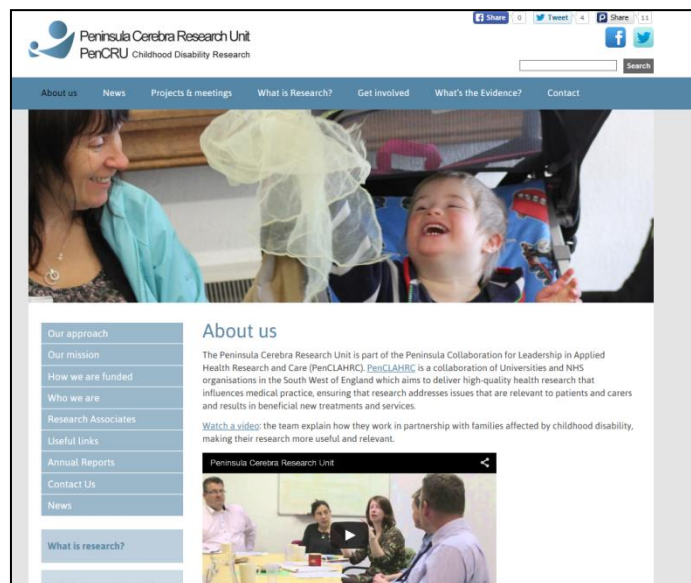 Share 0 Tweet 4 Share 11
Peninsula Cerebra Research Unit
PenCRU Childhood Disability Research
Search
About us News Projects & meetings What is Research? Get involved What's the Evidence? Contact
Our approach
Our mission
How we are funded
Who we are
Research Associates
Useful links
Annual Reports
Contact Us
News
What is research?
About us
The Peninsula Cerebra Research Unit is part of the Peninsula Collaboration for Leadership in Applied
Health Research and Care (PenCLAHRC). PenCLAHRC is a collaboration of Universities and NHS
organisations in the South West of England which aims to deliver high-quality health research that
influences medical practice, ensuring that research addresses issues that are relevant to patients and carers
and results in beneficial new treatments and services.
Watch a video: the team explain how they work in partnership with families affected by childhood disability,
making their research more useful and relevant.
Peninsula Cerebra Research Unit